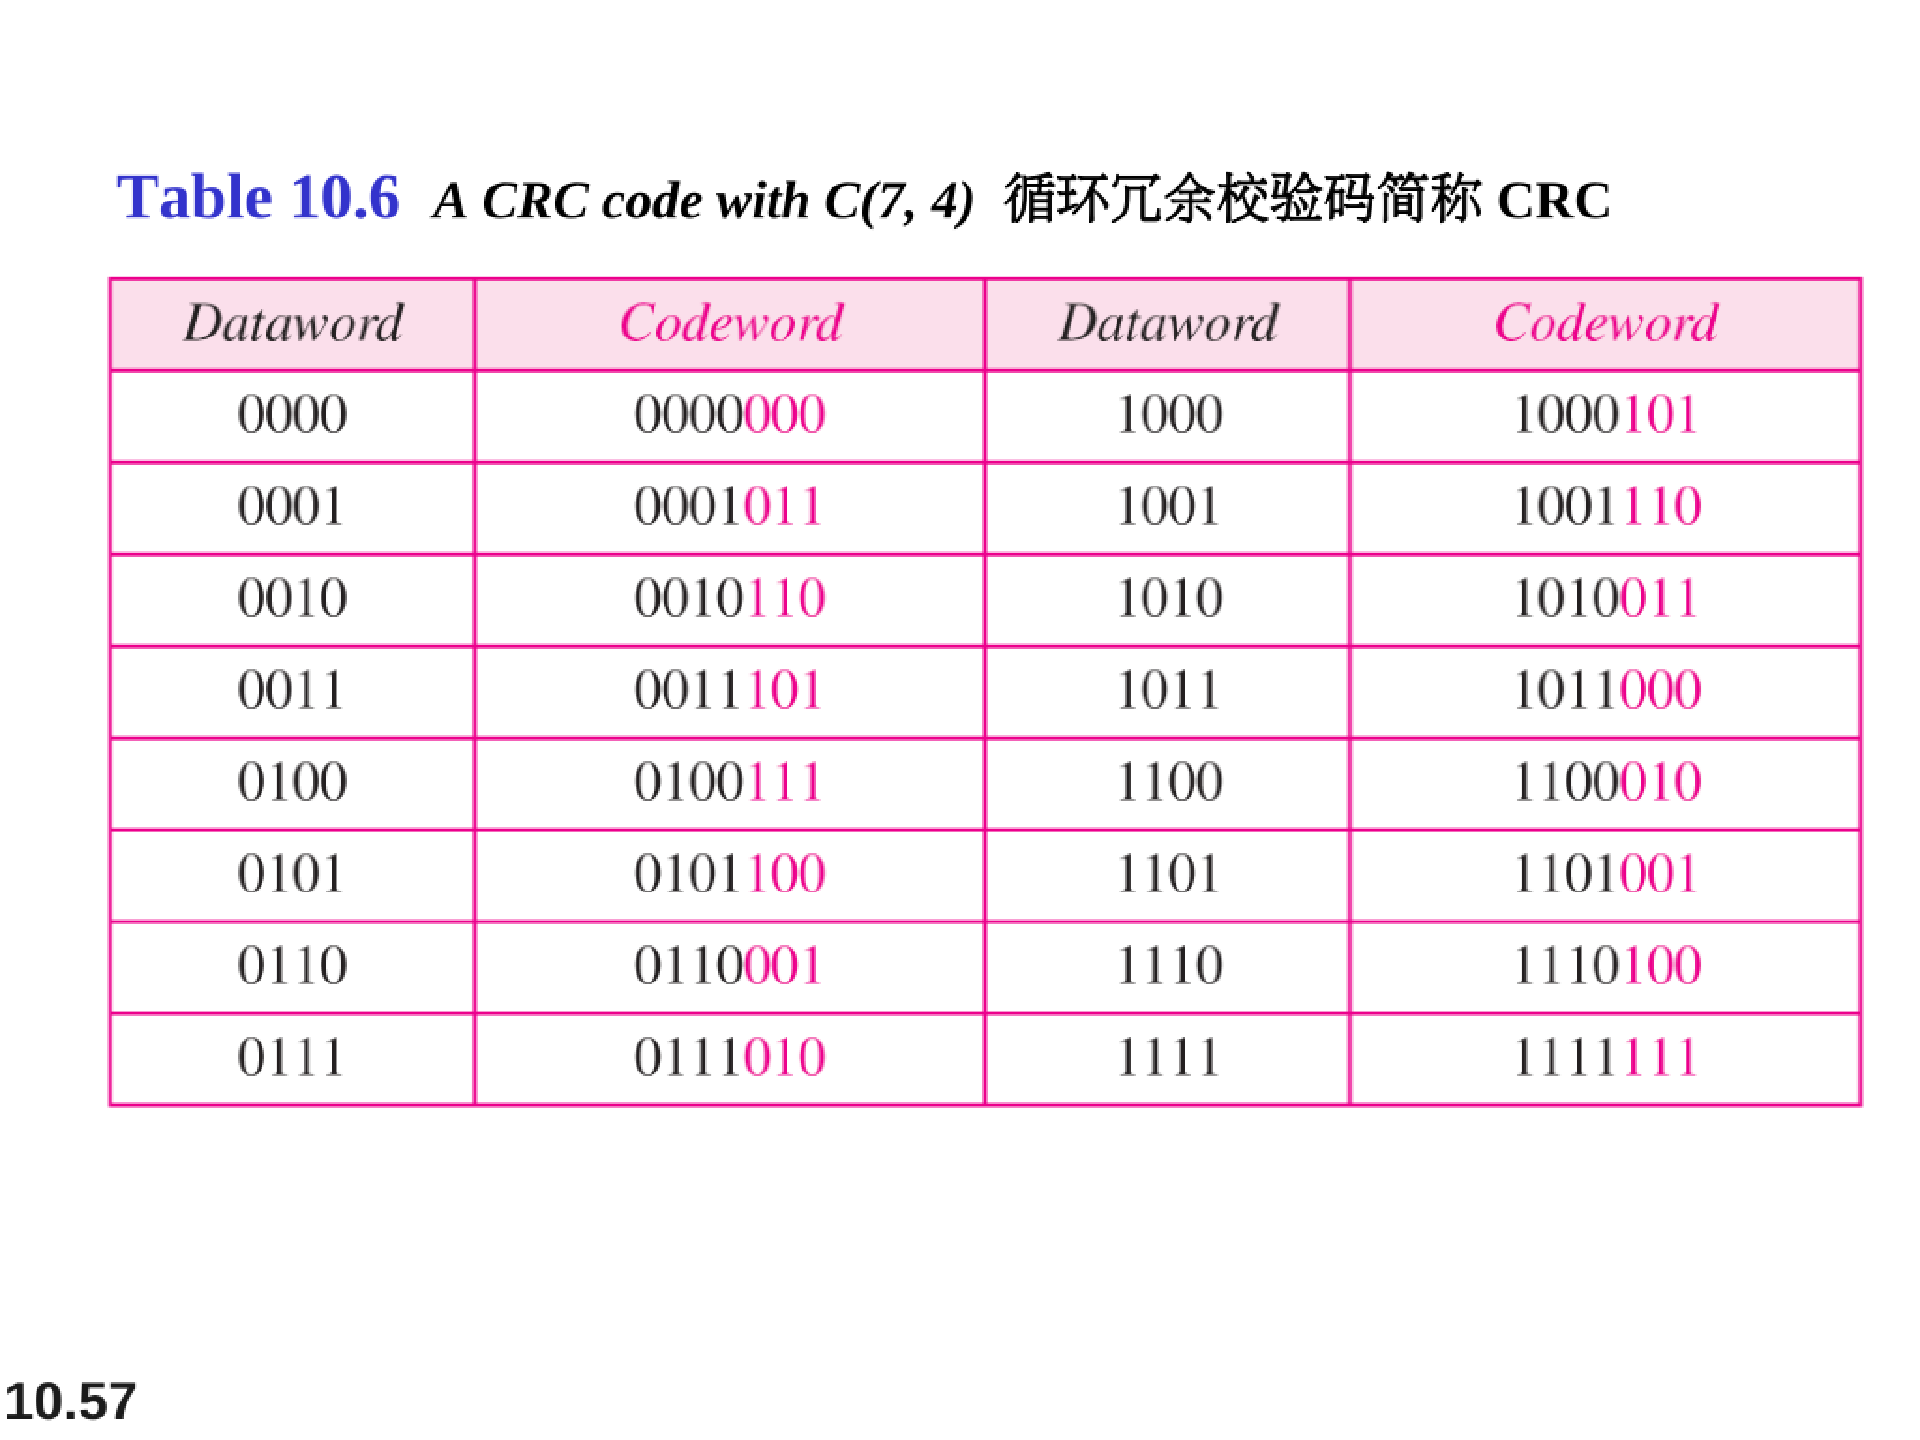 Table 10.6 A CRC code with C(7, 4) 循环冗余校验码简称 CRC
Dataword Codeword Dataword Codeword
0000 0000000 1000 1000101
0001 0001011 1001 1001110
0010 0010110 1010 1010011
0011 0011101 1011 1011000
0100 0100111 1100 1100010
0101 0101100 1101 1101001
0110 0110001 1110 1110100
0111 0111010 1111 1111111
10.57